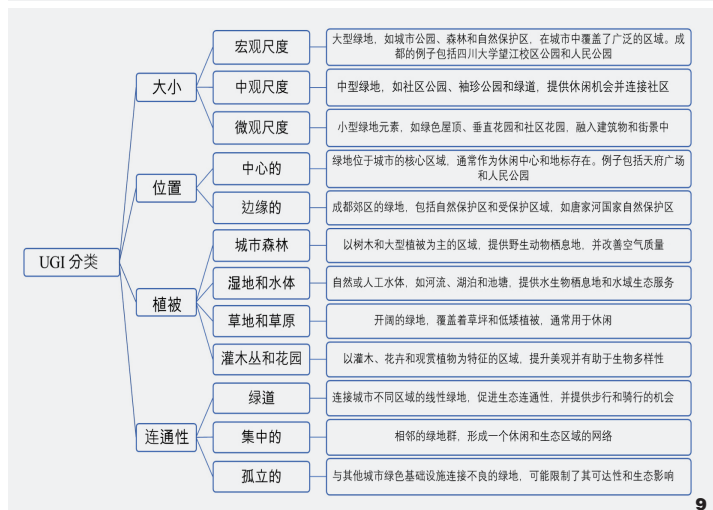 宏观尺度
大型绿地，如城市公园、森林和自然保护区，在城市中覆盖了广泛的区域。成
都的例子包括四川大学望江校区公园和人民公园
大小
中观尺度
中型绿地，如社区公园、袖珍公园和绿道，提供休闲机会并连接社区
微观尺度
小型绿地元素，如绿色屋顶、垂直花园和社区花园，融入建筑物和街景中
位置
中心的
绿地位于城市的核心区域，通常作为休闲中心和地标存在。例子包括天府广场
和人民公园
边缘的
成都郊区的绿地，包括自然保护区和受保护区域，如唐家河国家自然保护区
UGI 分类
植被
城市森林
以树木和大型植被为主的区域，提供野生动物栖息地，并改善空气质量
湿地和水体
自然或人工水体，如河流、湖泊和池塘，提供水生物栖息地和水域生态服务
草地和草原
开阔的绿地，覆盖着草坪和低矮植被，通常用于休闲
灌木丛和花园
以灌木、花卉和观赏植物为特征的区域，提升美观并有助于生物多样性
连通性
绿道
连接城市不同区域的线性绿地，促进生态连通性，并提供步行和骑行的机会
集中的
相邻的绿地群，形成一个休闲和生态区域的网络
孤立的
与其他城市绿色基础设施连接不良的绿地，可能限制了其可达性和生态影响
9